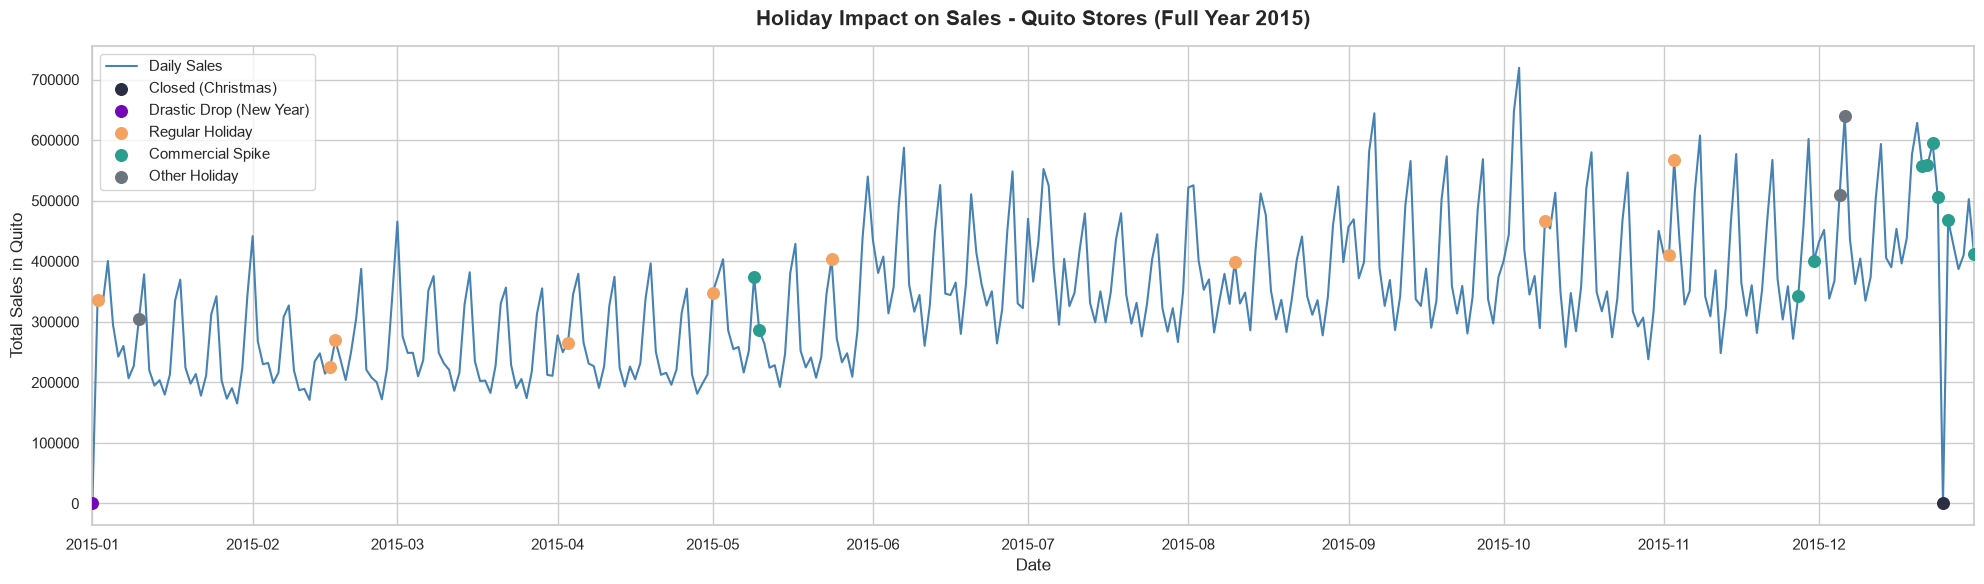 Holiday Impact on Sales - Quito Stores (Full Year 2015)
Daily Sales
Closed (Christmas)
Drastic Drop (New Year)
Regular Holiday
Commercial Spike
Other Holiday
Total Sales in Quito
700000
600000
500000
400000
300000
200000
100000
0
2015-01 2015-02 2015-03 2015-04 2015-05 2015-06 2015-07 2015-08 2015-09 2015-10 2015-11 2015-12
Date